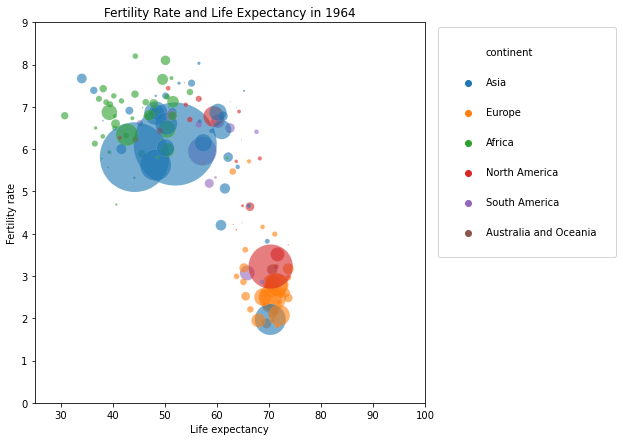 Fertility Rate and Life Expectancy in 1964
9
8
7
6
5
4
3
2
1
0
Fertility rate
30 40 50 60 70 80 90 100
Life expectancy
continent
Asia
Europe
Africa
North America
South America
Australia and Oceania